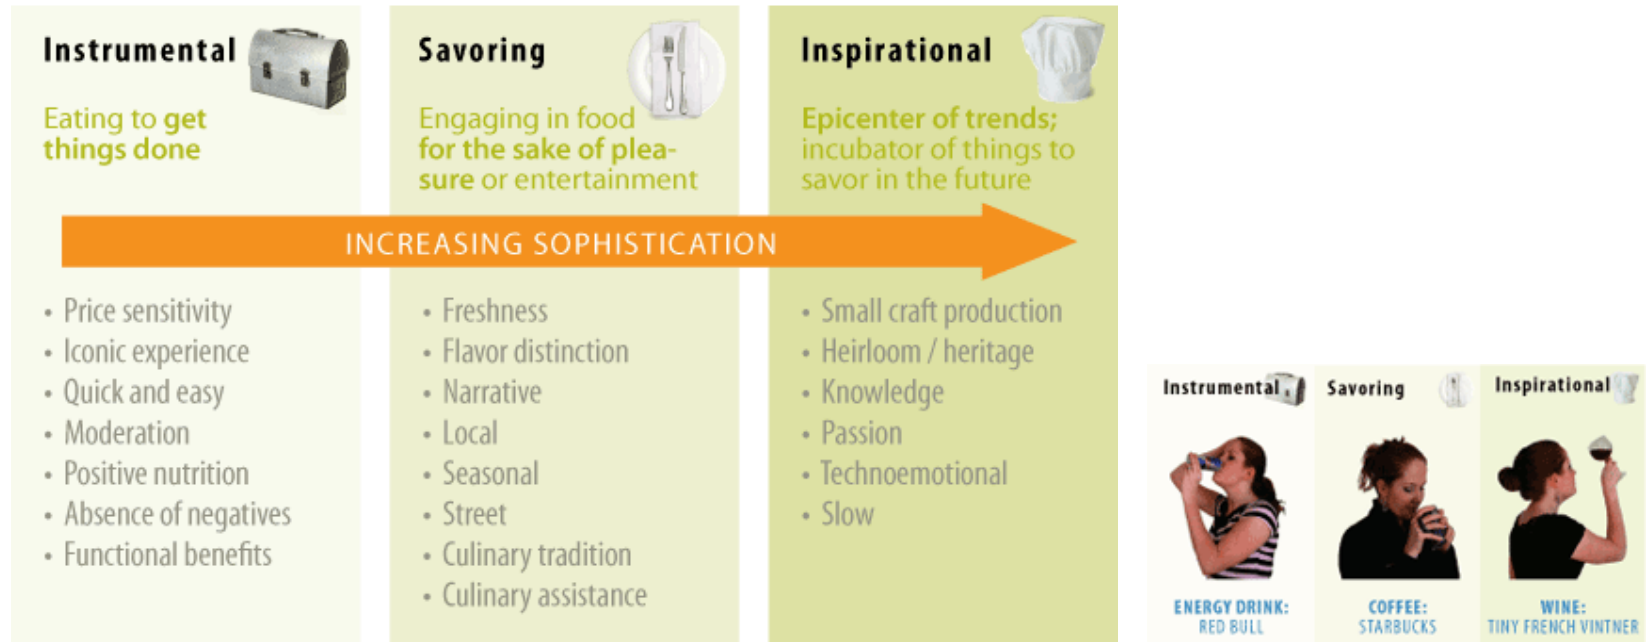 Instrumental
Eating to get
things done
Savoring
Engaging in food
for the sake of plea-
sure or entertainment
Inspirational
Epicenter of trends;
incubator of things to
savor in the future
INCREASING SOPHISTICATION
• Price sensitivity
• Iconic experience
• Quick and easy
• Moderation
• Positive nutrition
• Absence of negatives
• Functional benefits
• Freshness
• Flavor distinction
• Narrative
• Local
• Seasonal
• Street
• Culinary tradition
• Culinary assistance
• Small craft production
• Heirloom / heritage
• Knowledge
• Passion
• Technoemotional
• Slow
Instrumental
ENERGY DRINK:
RED BULL
Savoring
COFFEE:
STARBUCKS
Inspirational
WINE:
TINY FRENCH VINTNER